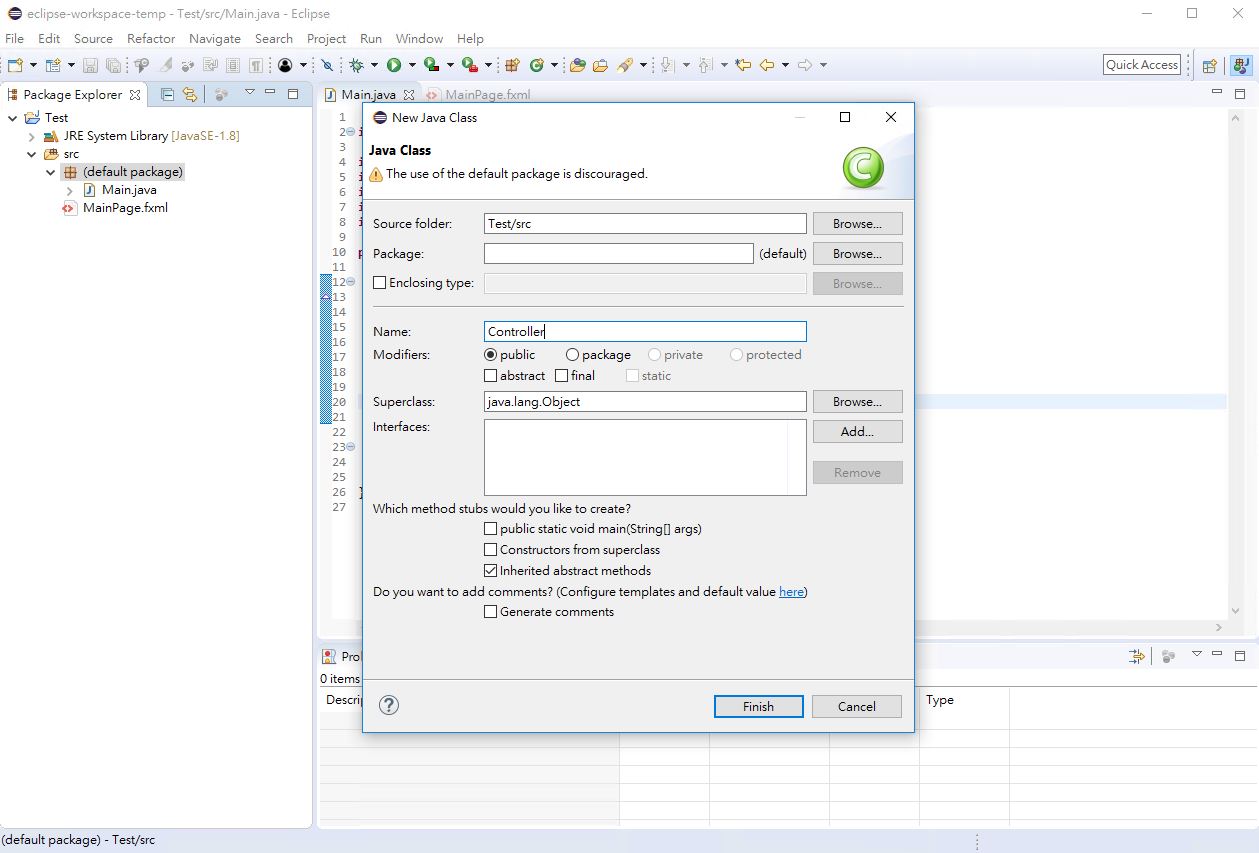 eclipse-workspace-temp - Test/src/Main.java - Eclipse
File Edit Source Refactor Navigate Search Project Run Window Help
Quick Access
Package Explorer
Main.java MainPage.fxml
Test
JRE System Library [JavaSE-1.8]
src
(default package)
Main.java
MainPage.fxml
1
2
3
4
5
6
7
8
9
10
11
12
13
14
15
16
17
18
19
20
21
22
23
24
25
26
27
New Java Class
Java Class
The use of the default package is discouraged.
Source folder: Test/src Browse...
Package: (default) Browse...
Enclosing type: Browse...
Name: Controller
Modifiers: public package private protected
abstract final static
Superclass: java.lang.Object Browse...
Interfaces: Add...
Remove
Which method stubs would you like to create?
public static void main(String[] args)
Constructors from superclass
Inherited abstract methods
Do you want to add comments? (Configure templates and default value here)
Generate comments
Finish Cancel
0 items
Type
(default package) - Test/src